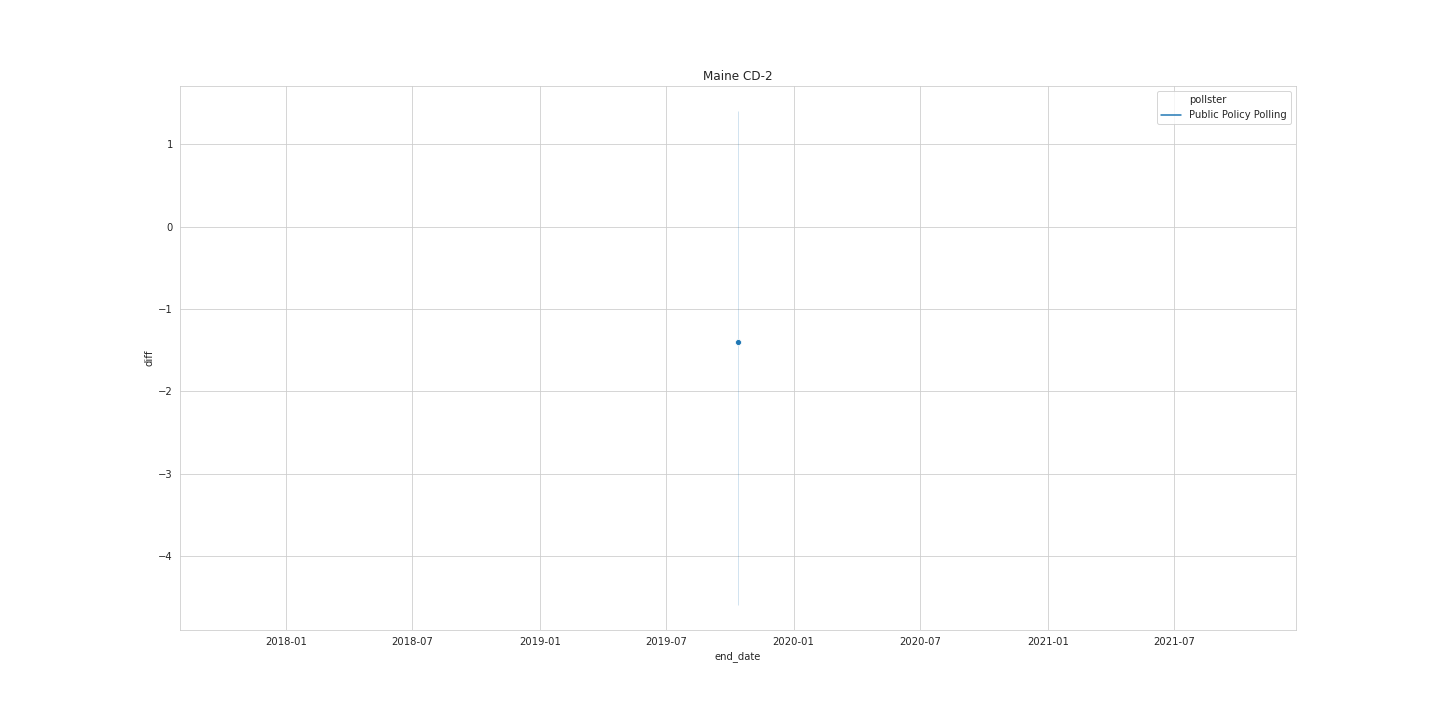 Maine CD-2
pollster
Public Policy Polling
1
0
−1
−2
−3
−4
diff
2018-01
2018-07
2019-01
2019-07
2020-01
2020-07
2021-01
2021-07
end_date